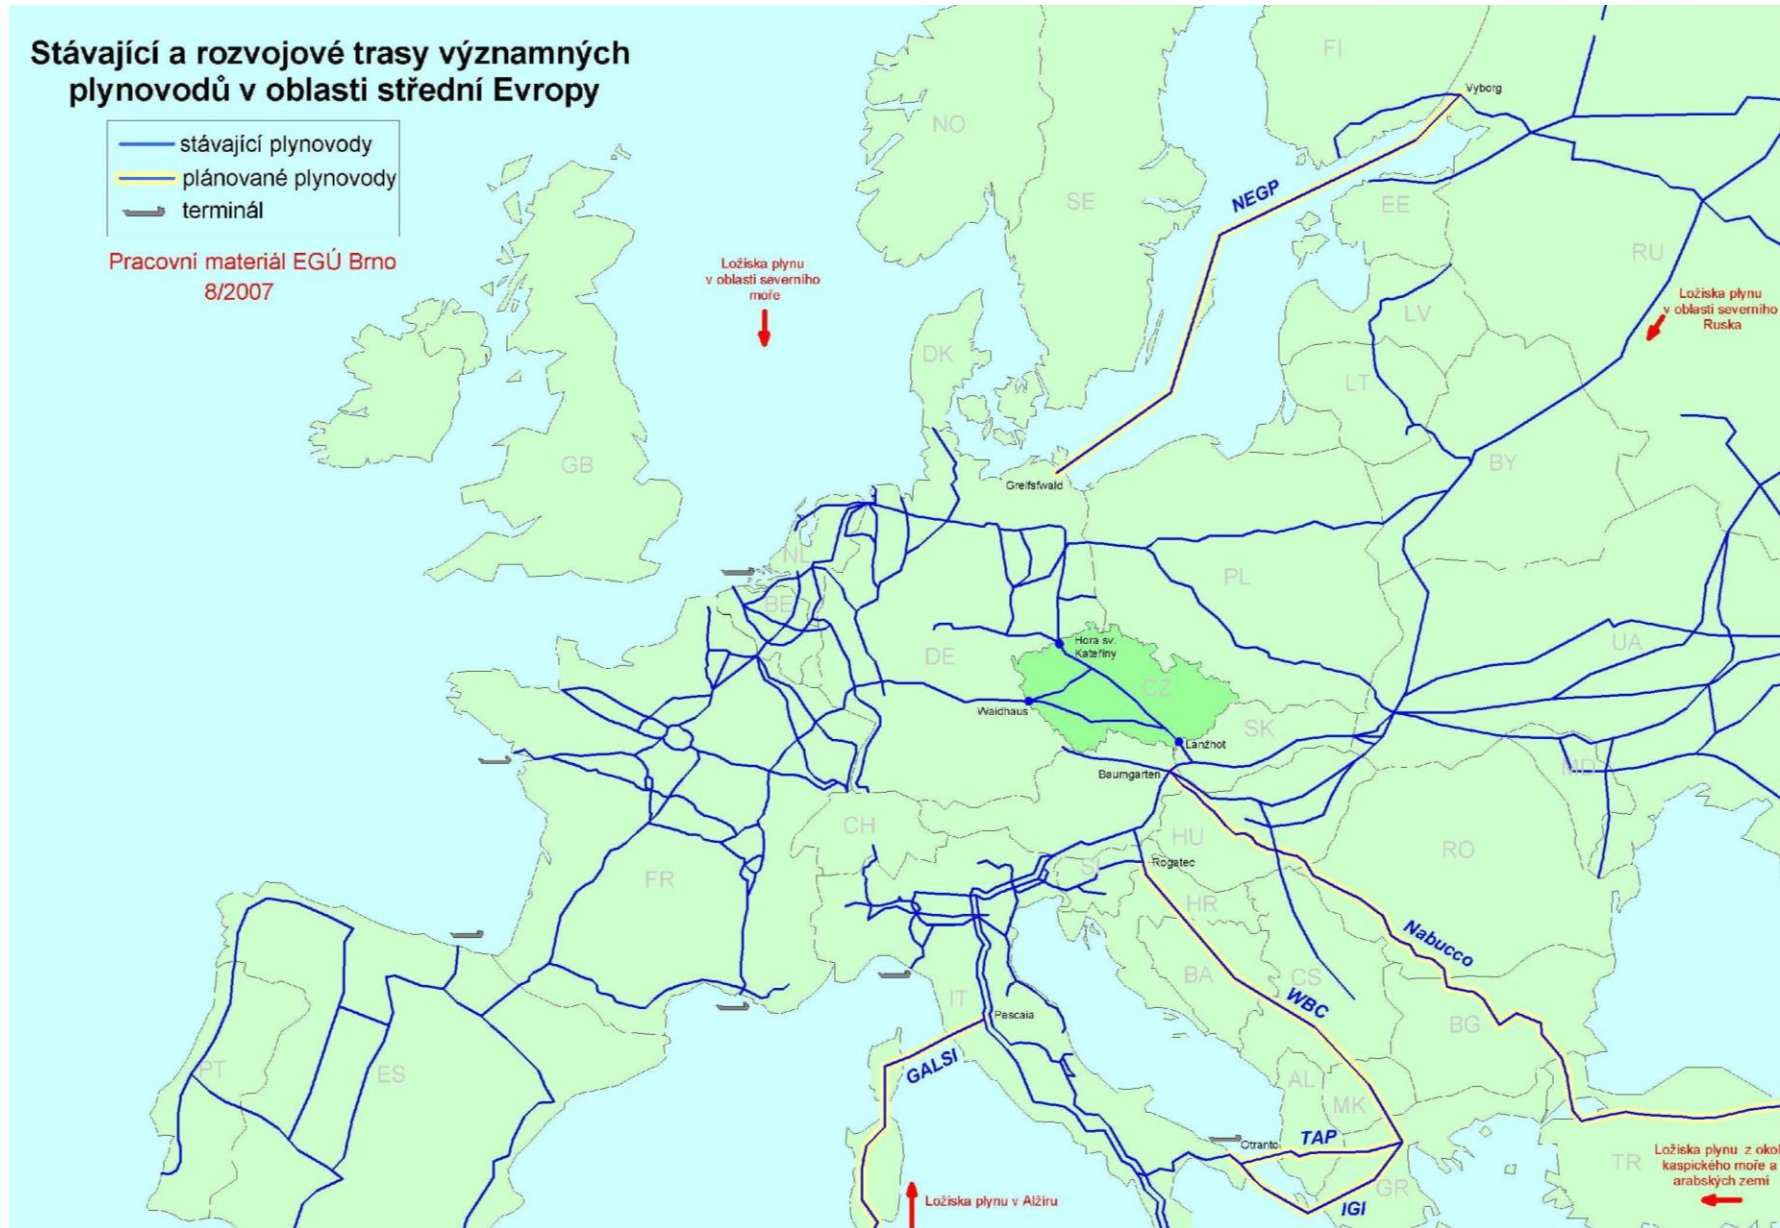 Stávající a rozvojové trasy významných
plynovodů v oblasti střední Evropy
stávající plynovody
plánované plynovody
terminál
Pracovní materiál EGÚ Brno
8/2007
FI
Vyborg
NO
SE
NEGP
EE
RU
Ložiska plynu
v oblasti severního
moře
Ložiska plynu
v oblasti severního
Ruska
LV
DK
LT
GB
BY
Greifsfwald
NL
PL
BE
Hora sv.
Kateřiny
UA
DE
CZ
Waidhaus
SK
Lanžhot
MD
Baumgarten
CH
HU
RO
FR
SI
Rogatec
HR
Nabucco
BA
CS
WBC
IT
Pescaia
BG
GALSI
PT
ES
AL
MK
Otranto
TAP
TR
Ložiska plynu z okol
kaspického moře a
arabských zemí
GR
IGI
Ložiska plynu v Alžíru